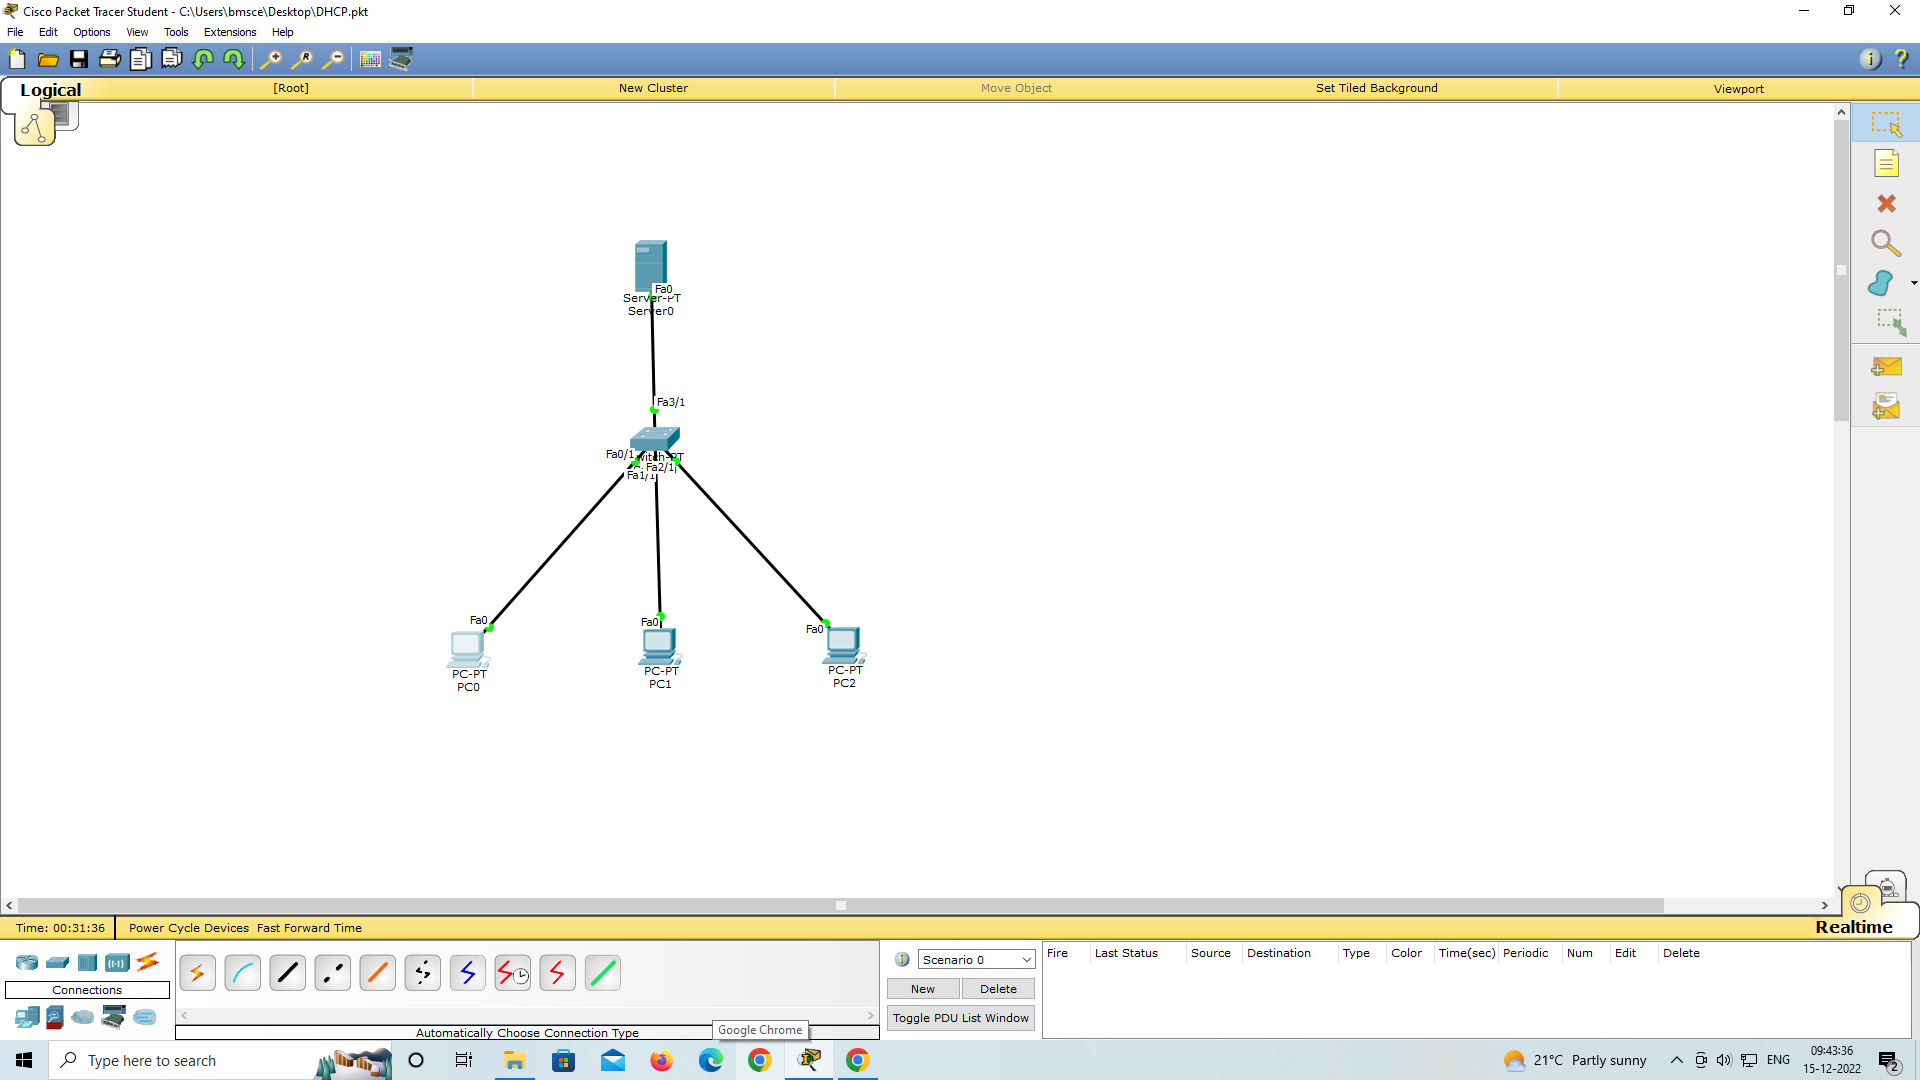 Cisco Packet Tracer Student - C:\Users\bmsce\Desktop\DHCP.pkt
File Edit Options View Tools Extensions Help
Logical [Root] New Cluster Move Object Set Tiled Background Viewport
Fa0
Server-PT
Server0
Fa3/1
Fa0/1
Fa2/1
Fa1/1
Fa0
PC-PT
PC0
Fa0
PC-PT
PC1
Fa0
PC-PT
PC2
Time: 00:31:36 Power Cycle Devices Fast Forward Time Realtime
Connections
Automatically Choose Connection Type
Scenario 0
New Delete
Toggle PDU List Window
Fire Last Status Source Destination Type Color Time(sec) Periodic Num Edit Delete
Google Chrome
Type here to search
21°C Partly sunny
ENG
09:43:36
15-12-2022
2